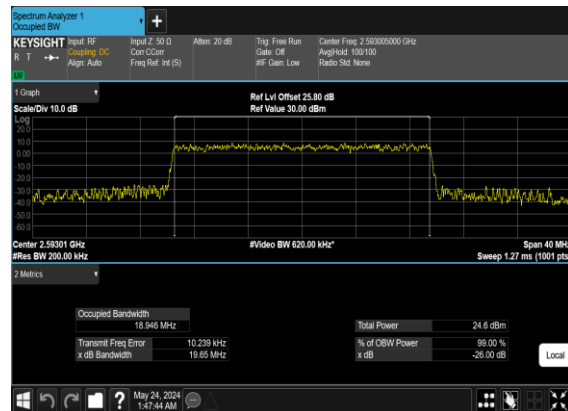 Spectrum Analyzer 1
Occupied BW
KEYSIGHT
R T
LW
Input: RF
Coupling: DC
Align: Auto
Input Z: 50 Ω
Corr CCorr
Freq Ref: Int (S)
Atten: 20 dB
Trig: Free Run
Gate: Off
#IF Gain: Low
Center Freq: 2.593005000 GHz
Avg|Hold: 100/100
Radio Std: None
1 Graph
Scale/Div 10.0 dB
Ref Lvl Offset 25.80 dB
Ref Value 30.00 dBm
Log
20.0
10.0
0.00
-10.0
-20.0
-30.0
-40.0
-50.0
-60.0
Center 2.59301 GHz
#Res BW 200.00 kHz
#Video BW 620.00 kHz*
Span 40 MHz
Sweep 1.27 ms (1001 pts
2 Metrics
Occupied Bandwidth
18.946 MHz
Transmit Freq Error 10.239 kHz
x dB Bandwidth 19.65 MHz
Total Power 24.6 dBm
% of OBW Power 99.00 %
x dB -26.00 dB
Local
?
May 24, 2024
1:47:44 AM